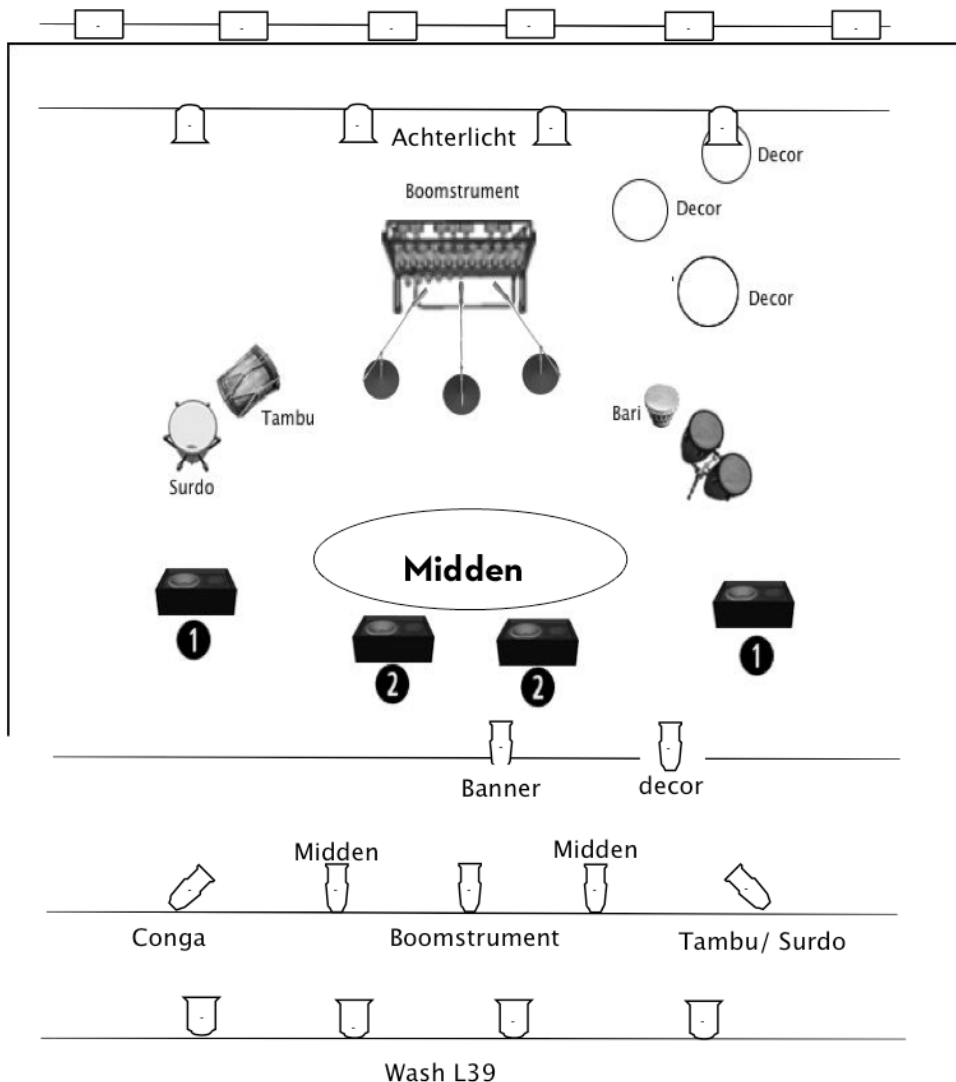 Achterlicht
Decor
Boomstrument
Decor
Decor
Tambu
Bari
Surdo
Midden
1
1
2
2
Banner
decor
Midden
Midden
Conga
Boomstrument
Tambu/ Surdo
Wash L39